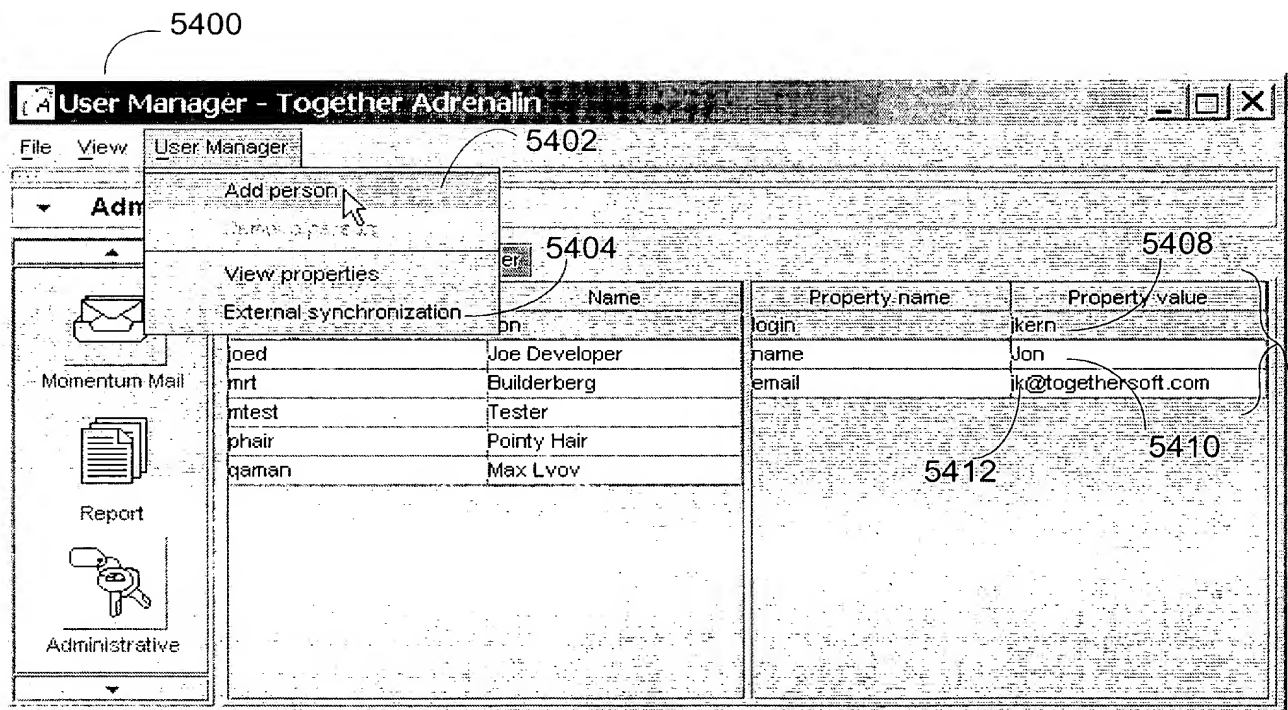 5400
User Manager - Together Adrenalin
File View User Manager
5402
Add person
Adm
View properties
External synchronization
5404
er
5408
Name
Property name Property value
on
login jkern
joed Joe Developer
name Jon
mrt Builderberg
email jk@togethersoft.com
mtest Tester
phair Pointy Hair
qaman Max Lvov
5410
5412
Momentum Mail
Report
Administrative